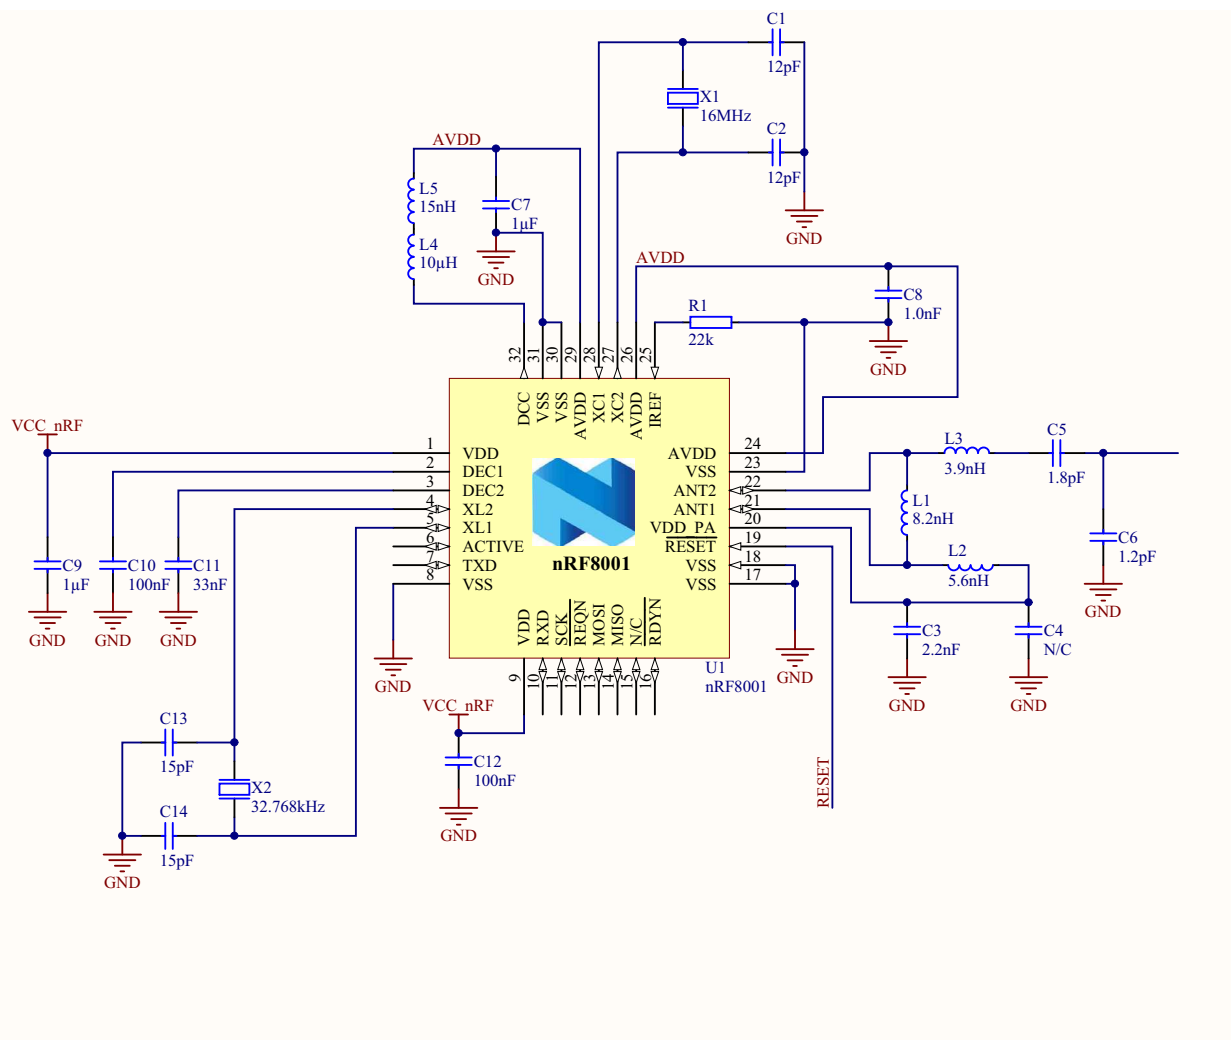 C1
12pF
X1
16MHz
C2
12pF
GND
AVDD
L5
15nH
C7
1µF
L4
10µH
GND
AVDD
C8
1.0nF
R1
22k
GND
32
31
30
29
28
27
26
25
DCC
VSS
VSS
AVDD
XC1
XC2
AVDD
IREF
VCC_nRF
1 VDD
2 DEC1
3 DEC2
4 XL2
5 XL1
6 ACTIVE
7 TXD
8 VSS
AVDD 24
VSS 23
ANT2 22
ANT1 21
VDD_PA 20
RESET 19
VSS 18
VSS 17
nRF8001
L3
3.9nH
C5
1.8pF
L1
8.2nH
L2
5.6nH
C6
1.2pF
GND
C9
1µF
GND
C10
100nF
GND
C11
33nF
GND
GND
VDD
RXD
SCK
REQN
MOSI
MISO
N/C
RDYN
9
10
11
12
13
14
15
16
U1
nRF8001
GND
C3
2.2nF
GND
C4
N/C
GND
VCC_nRF
C12
100nF
GND
RESET
C13
15pF
X2
32.768kHz
C14
15pF
GND